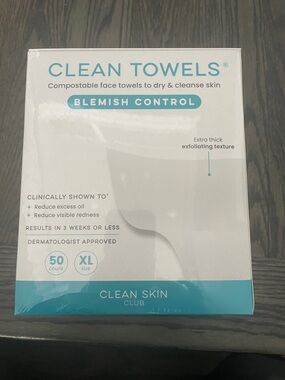 CLEAN TOWELS®
Compostable face towels to dry & cleanse skin
BLEMISH CONTROL
Extra thick
exfoliating texture
CLINICALLY SHOWN TO*
+ Reduce excess oil
+ Reduce visible redness
RESULTS IN 3 WEEKS OR LESS
DERMATOLOGIST APPROVED
50
count
XL
size
CLEAN SKIN
CLUB